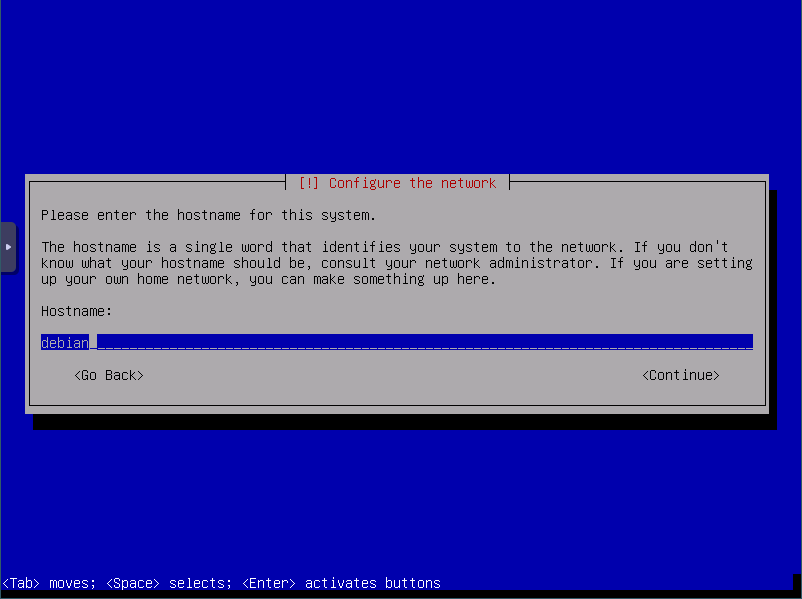 [!] Configure the network
Please enter the hostname for this system.
The hostname is a single word that identifies your system to the network. If you don't
know what your hostname should be, consult your network administrator. If you are setting
up your own home network, you can make something up here.
Hostname:
debian
<Go Back> <Continue>
<Tab> moves; <Space> selects; <Enter> activates buttons